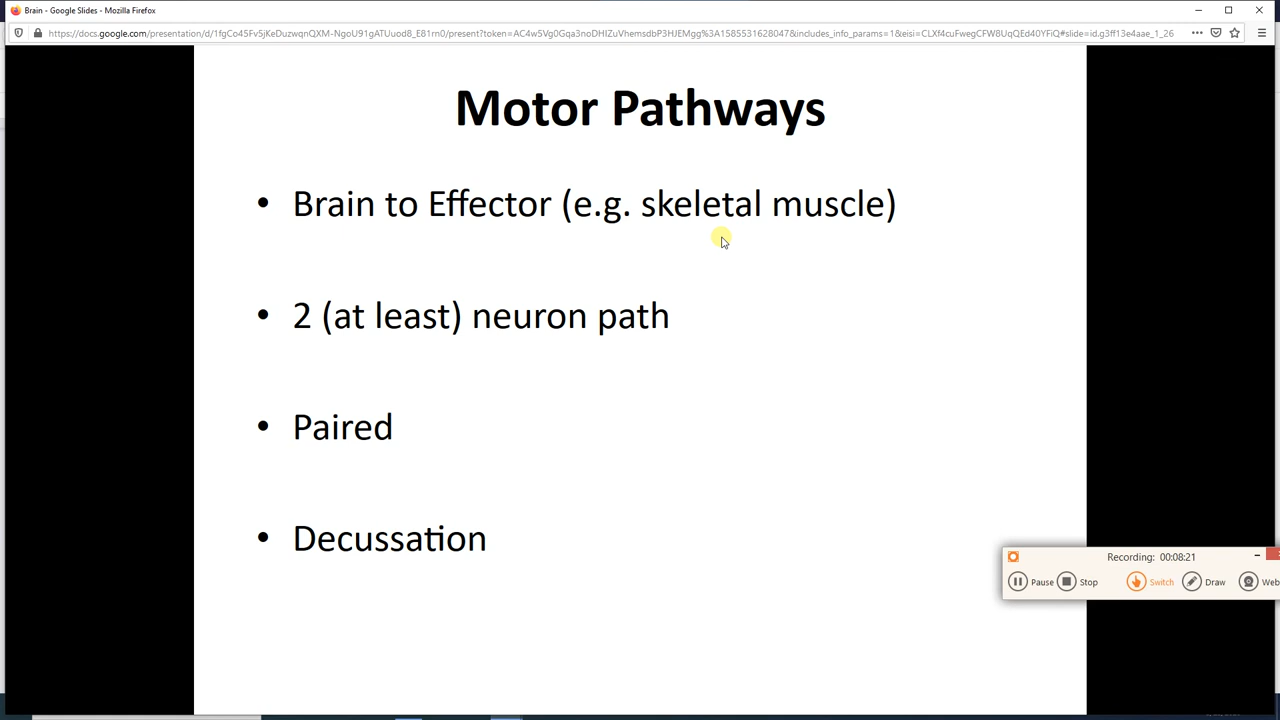 Brain - Google Slides - Mozilla Firefox
https://docs.google.com/presentation/d/1fgCo45Fv5jKeDuzwqnQXM-NgoU91gATUuod8_E81rn0/present?token=AC4w5Vg0Gqa3noDHIZuVhemsdbP3HJEMgg%3A1585531628047&includes_info_params=1&eisi=CLXf4cuFwegCFW8UqQEd40YFiQ#slide=id.g3ff13e4aae_1_26
Motor Pathways
• Brain to Effector (e.g. skeletal muscle)
• 2 (at least) neuron path
• Paired
• Decussation
Recording: 00:08:21
Pause Stop Switch Draw Web